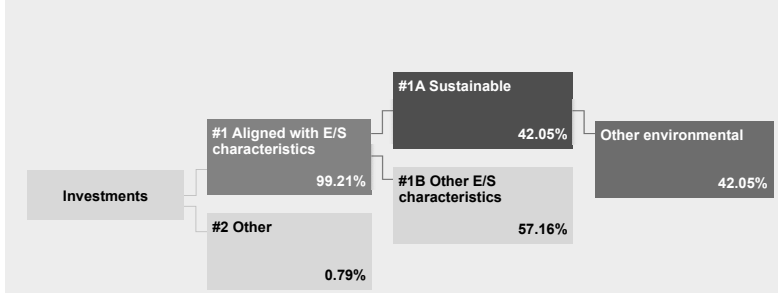 #1A Sustainable
42.05%
#1 Aligned with E/S
characteristics
99.21%
Other environmental
42.05%
Investments
#1B Other E/S
characteristics
57.16%
#2 Other
0.79%